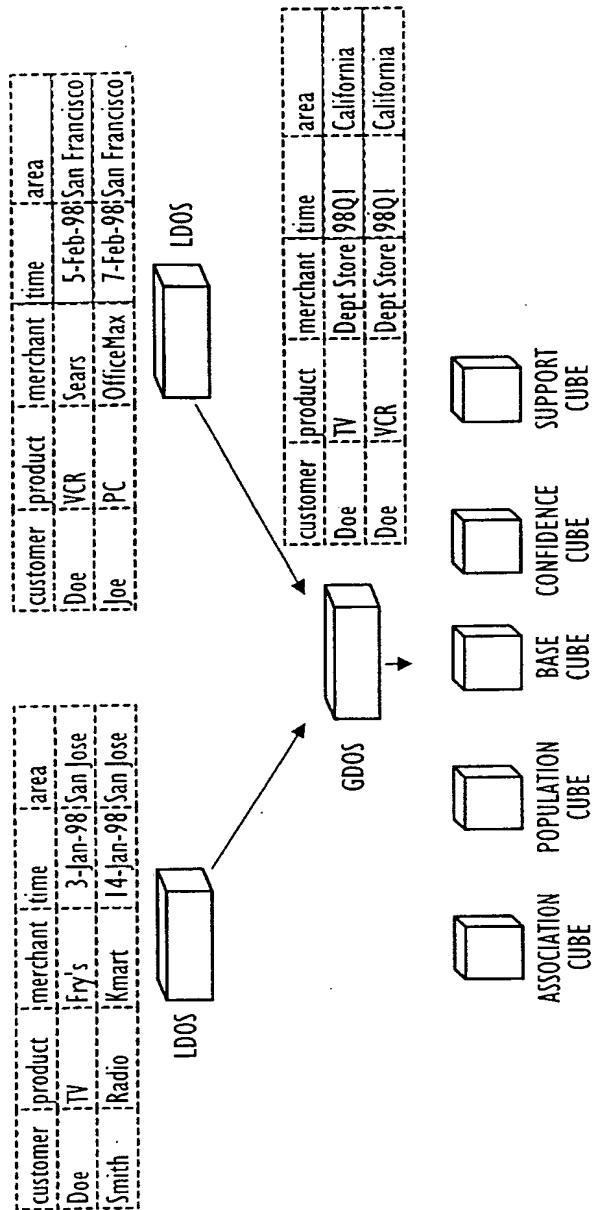 customer product merchant time area
Doe TV Fry's 3-Jan-98 San Jose
Smith Radio Kmart 14-Jan-98 San Jose
LDOS
customer product merchant time area
Doe VCR Sears 5-Feb-98 San Francisco
Joe PC OfficeMax 7-Feb-98 San Francisco
LDOS
GDOS
customer product merchant time area
Doe TV Dept Store 98Q1 California
Doe VCR Dept Store 98Q1 California
ASSOCIATION
CUBE
POPULATION
CUBE
BASE
CUBE
CONFIDENCE
CUBE
SUPPORT
CUBE